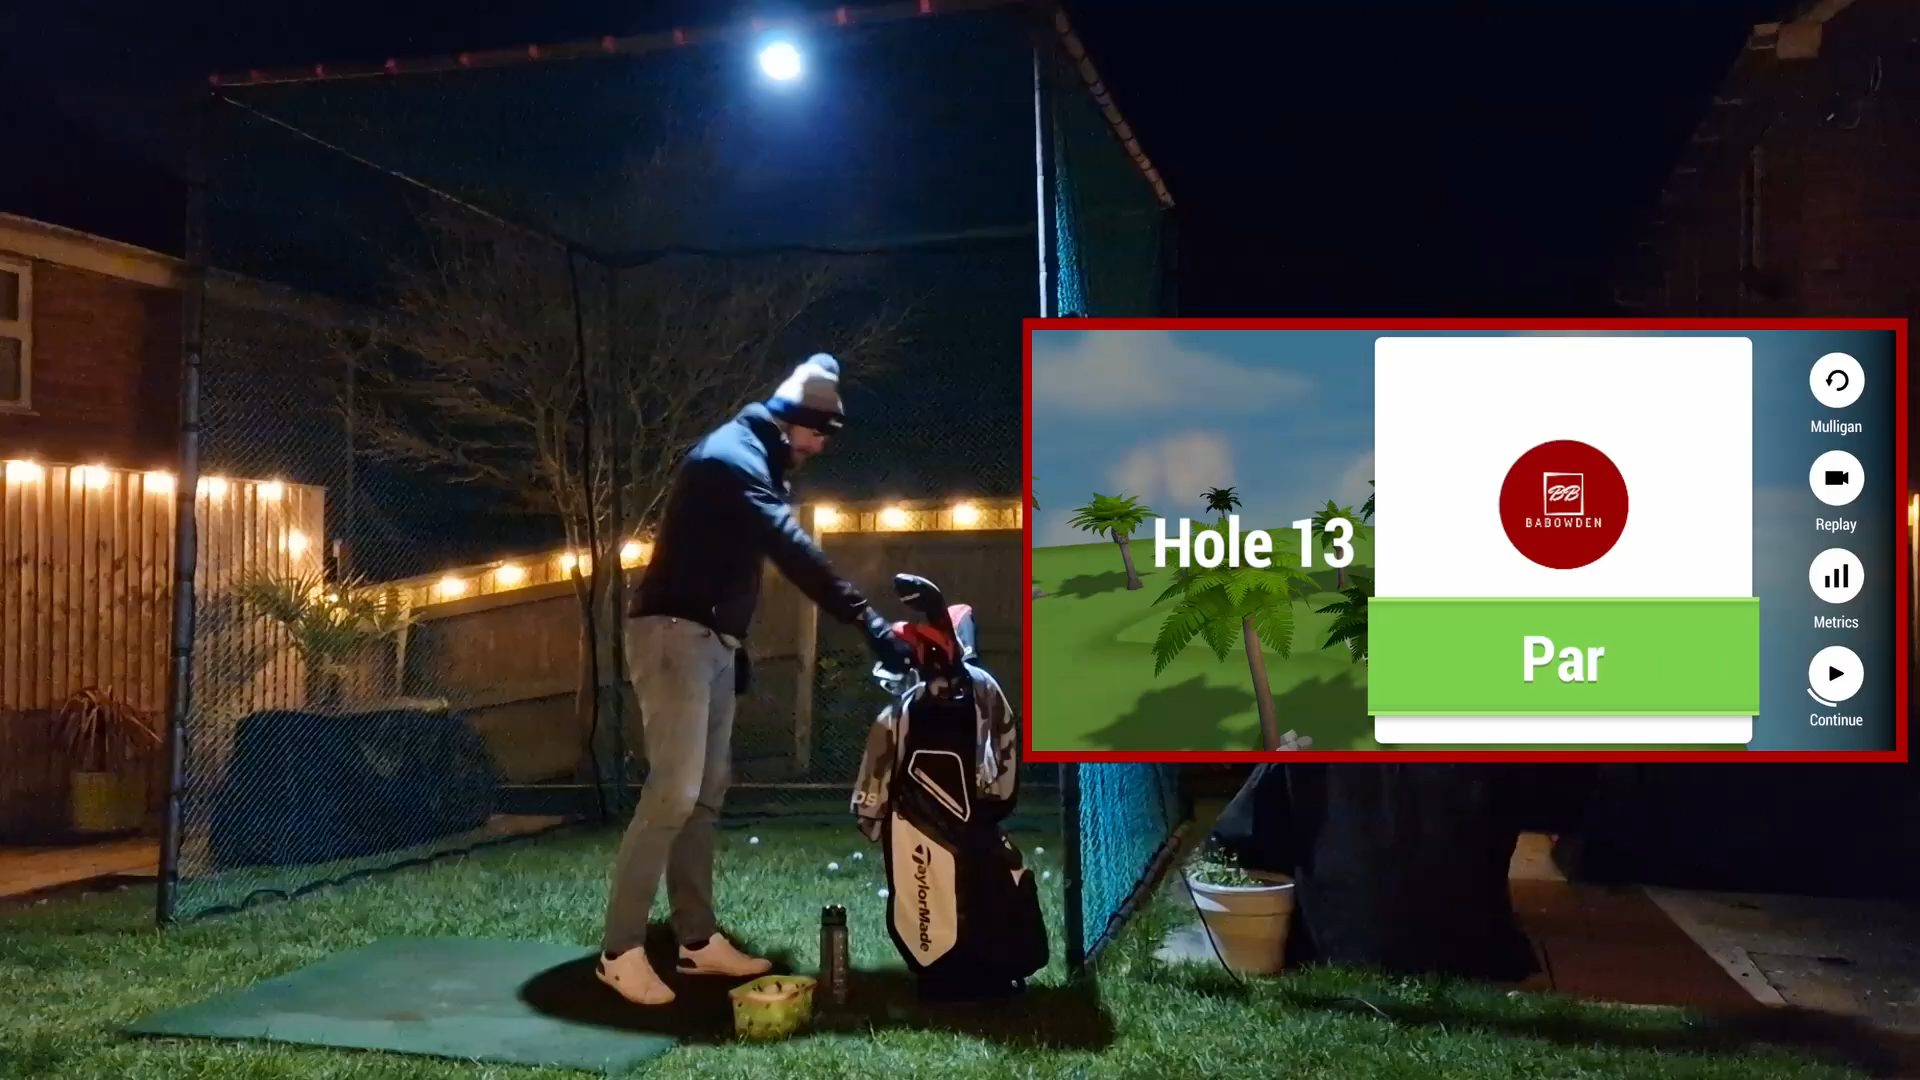 Hole 13
BB
BABOWDEN
Par
Mulligan
Replay
Metrics
Continue
TaylorMade